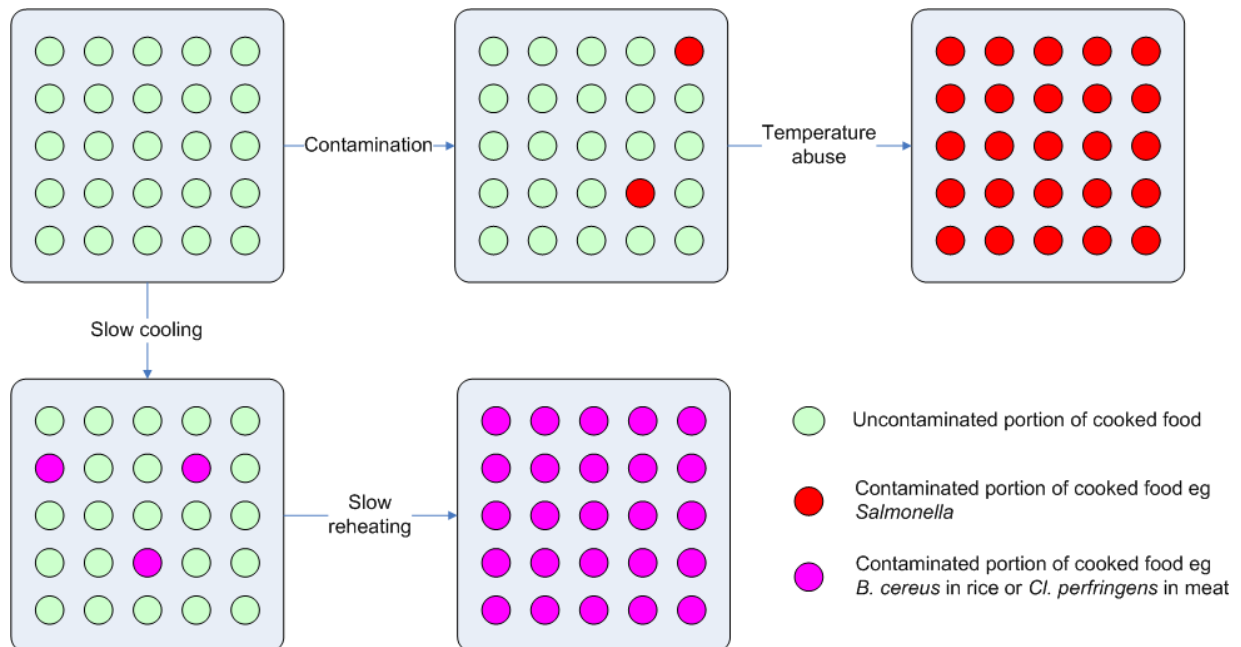 Contamination
Temperature
abuse
Slow cooling
Slow
reheating
Uncontaminated portion of cooked food
Contaminated portion of cooked food eg
Salmonella
Contaminated portion of cooked food eg
B. cereus in rice or Cl. perfringens in meat